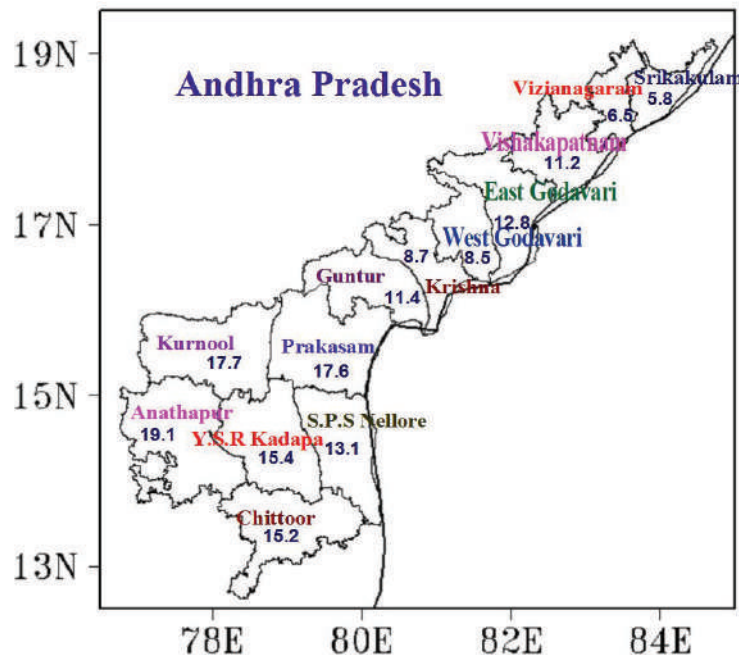 19N
Andhra Pradesh
Vizianagaram
Srikakulam
5.8
6.5
Vishakapatnam
11.2
East Godavari
17N
12.8
West Godavari
8.7
8.5
Guntur
Krishna
11.4
Kurnool
Prakasam
17.7
17.6
15N
Anathapur
S.P.S Nellore
19.1
Y.S.R Kadapa
13.1
15.4
Chittoor
15.2
13N
78E 80E 82E 84E